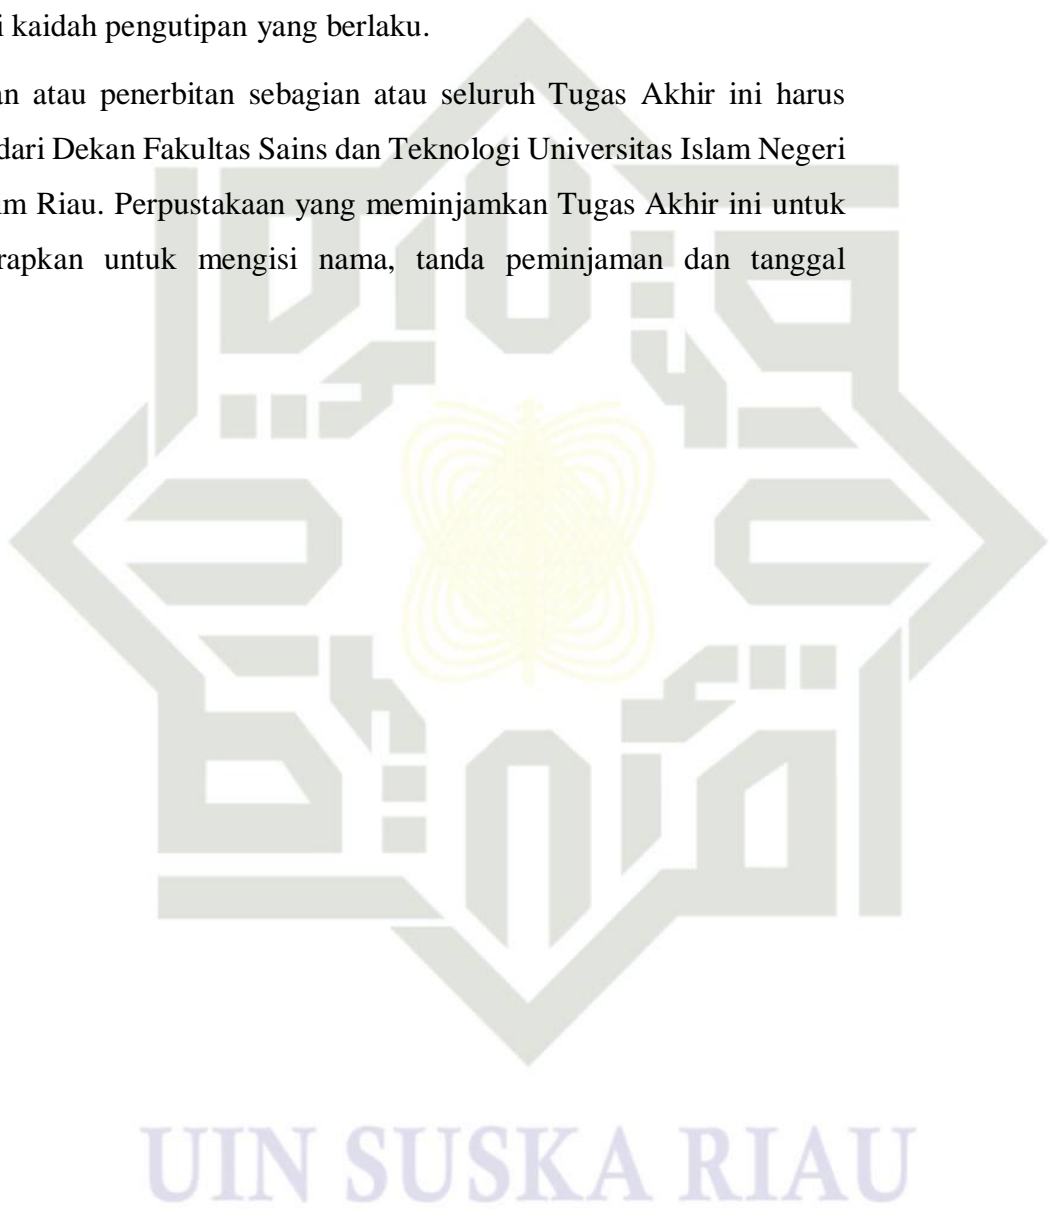 i kaidah pengutipan yang berlaku.
an atau penerbitan sebagian atau seluruh Tugas Akhir ini harus
dari Dekan Fakultas Sains dan Teknologi Universitas Islam Negeri
m Riau. Perpustakaan yang meminjamkan Tugas Akhir ini untuk
rapkan untuk mengisi nama, tanda peminjaman dan tanggal
UIN SUSKA RIAU